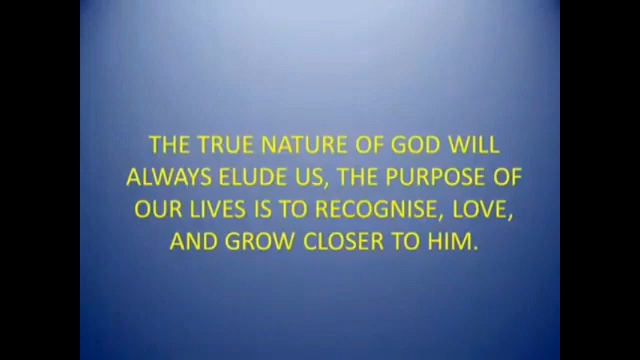 THE TRUE NATURE OF GOD WILL
ALWAYS ELUDE US, THE PURPOSE OF
OUR LIVES IS TO RECOGNISE, LOVE,
AND GROW CLOSER TO HIM.